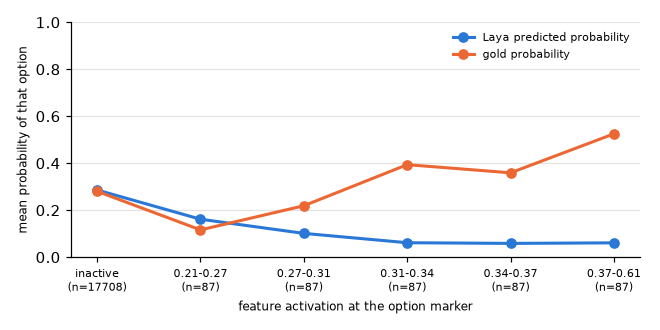 1.0
0.8
0.6
0.4
0.2
0.0
mean probability of that option
Laya predicted probability
gold probability
inactive
(n=17708)
0.21-0.27
(n=87)
0.27-0.31
(n=87)
0.31-0.34
(n=87)
0.34-0.37
(n=87)
0.37-0.61
(n=87)
feature activation at the option marker